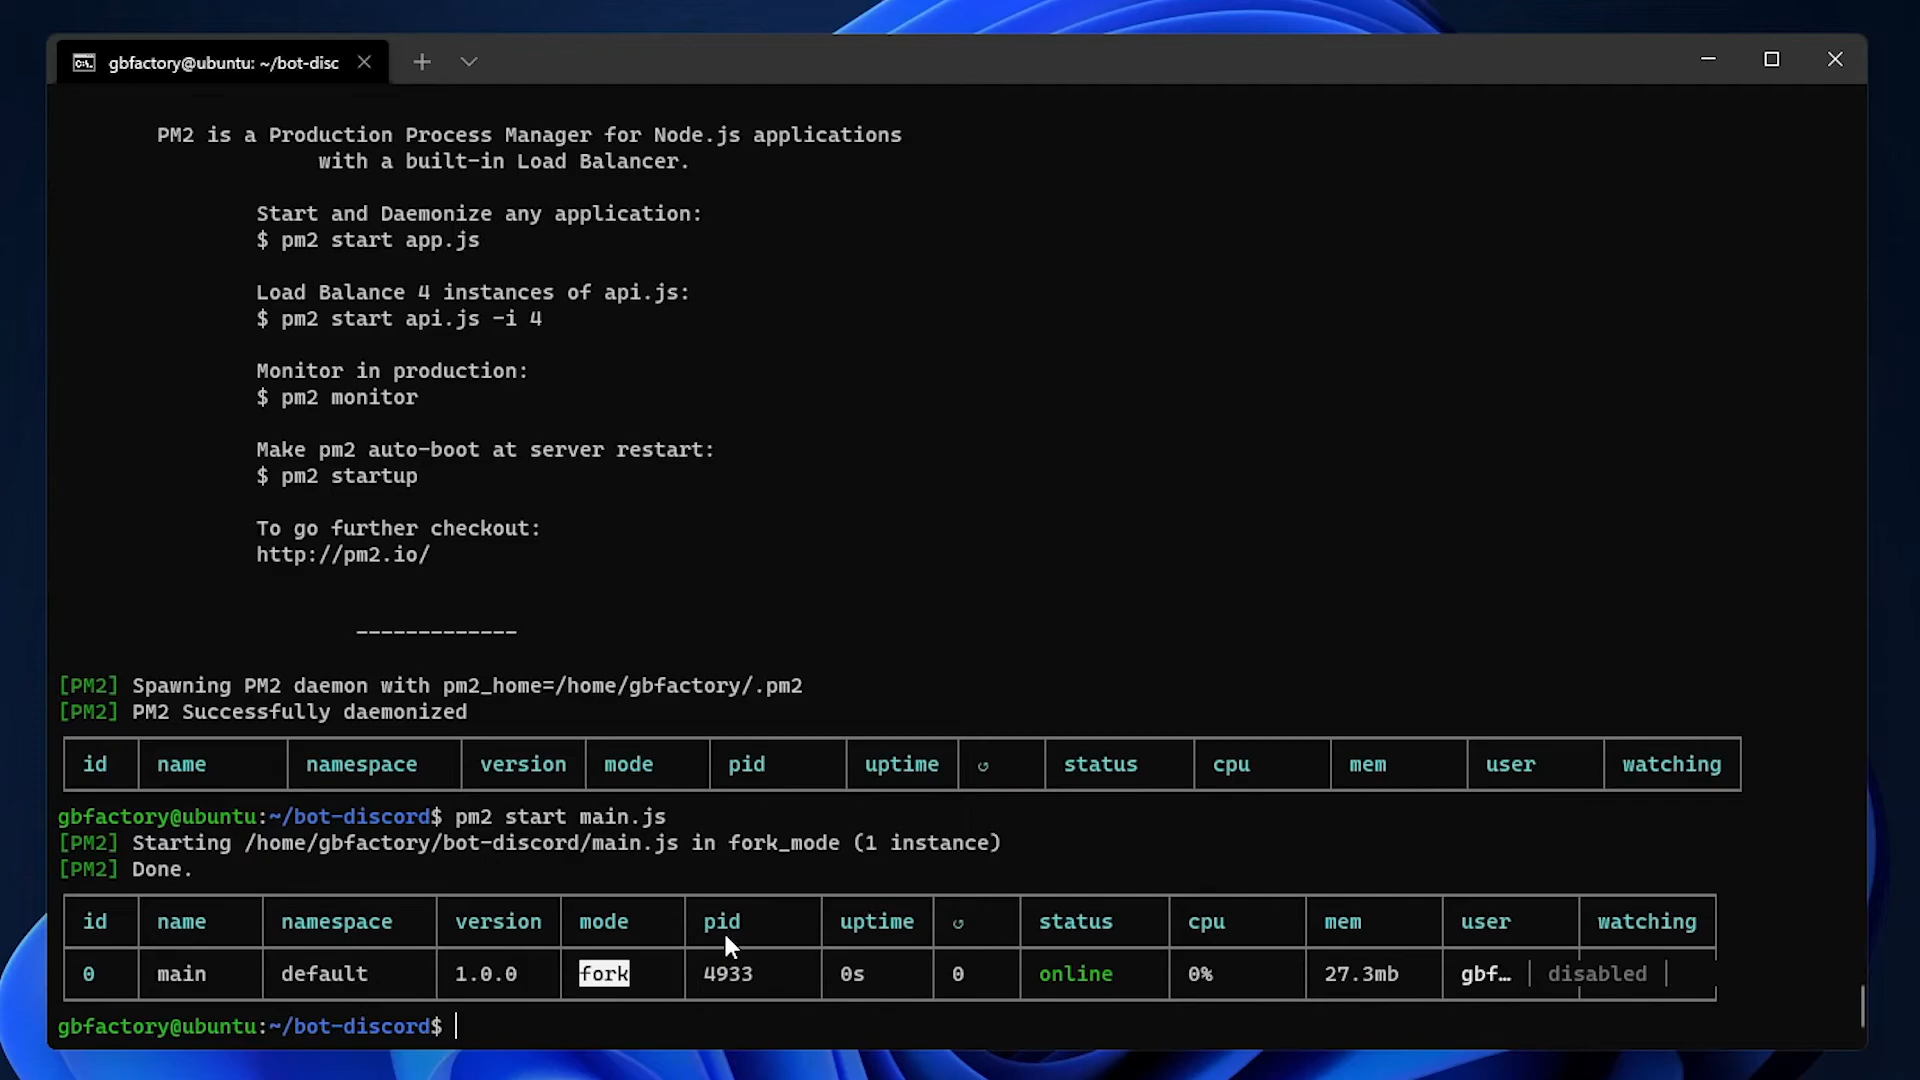 gbfactory@ubuntu: ~/bot-disc
PM2 is a Production Process Manager for Node.js applications
with a built-in Load Balancer.
Start and Daemonize any application:
$ pm2 start app.js
Load Balance 4 instances of api.js:
$ pm2 start api.js -i 4
Monitor in production:
$ pm2 monitor
Make pm2 auto-boot at server restart:
$ pm2 startup
To go further checkout:
http://pm2.io/
-------------
[PM2] Spawning PM2 daemon with pm2_home=/home/gbfactory/.pm2
[PM2] PM2 Successfully daemonized
id name namespace version mode pid uptime ↺ status cpu mem user watching
gbfactory@ubuntu:~/bot-discord$ pm2 start main.js
[PM2] Starting /home/gbfactory/bot-discord/main.js in fork_mode (1 instance)
[PM2] Done.
id name namespace version mode pid uptime ↺ status cpu mem user watching
0 main default 1.0.0 fork 4933 0s 0 online 0% 27.3mb gbf… disabled
gbfactory@ubuntu:~/bot-discord$